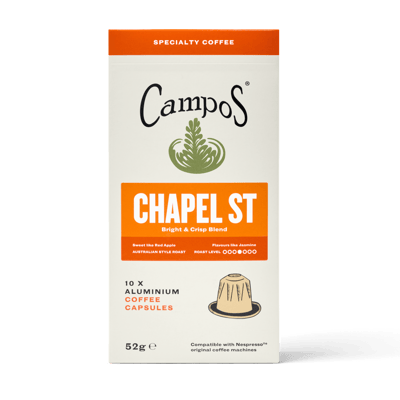 SPECIALTY COFFEE
CAMPOS®
CHAPEL ST
Bright & Crisp Blend
Sweet like Red Apple Flavours like Jasmine
AUSTRALIAN STYLE ROAST ROAST LEVEL
10 X
ALUMINIUM
COFFEE
CAPSULES
52g ℮
Compatible with Nespresso™
original coffee machines